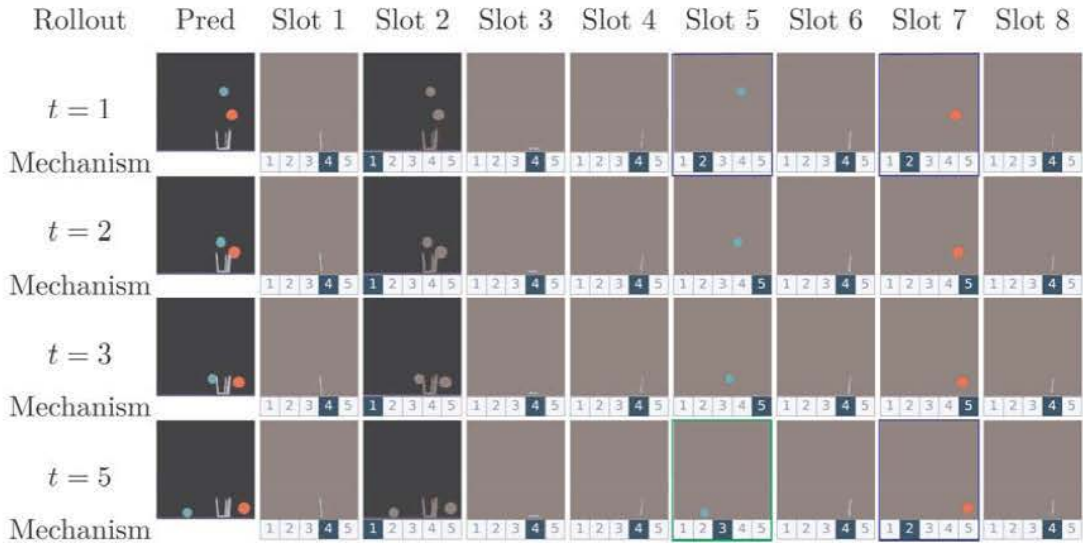 Rollout Pred Slot 1 Slot 2 Slot 3 Slot 4 Slot 5 Slot 6 Slot 7 Slot 8
t = 1
Mechanism 1 2 3 4 5 1 2 3 4 5 1 2 3 4 5 1 2 3 4 5 1 2 3 4 5 1 2 3 4 5 1 2 3 4 5 1 2 3 4 5
t = 2
Mechanism 1 2 3 4 5 1 2 3 4 5 1 2 3 4 5 1 2 3 4 5 1 2 3 4 5 1 2 3 4 5 1 2 3 4 5 1 2 3 4 5
t = 3
Mechanism 1 2 3 4 5 1 2 3 4 5 1 2 3 4 5 1 2 3 4 5 1 2 3 4 5 1 2 3 4 5 1 2 3 4 5 1 2 3 4 5
t = 5
Mechanism 1 2 3 4 5 1 2 3 4 5 1 2 3 4 5 1 2 3 4 5 1 2 3 4 5 1 2 3 4 5 1 2 3 4 5 1 2 3 4 5